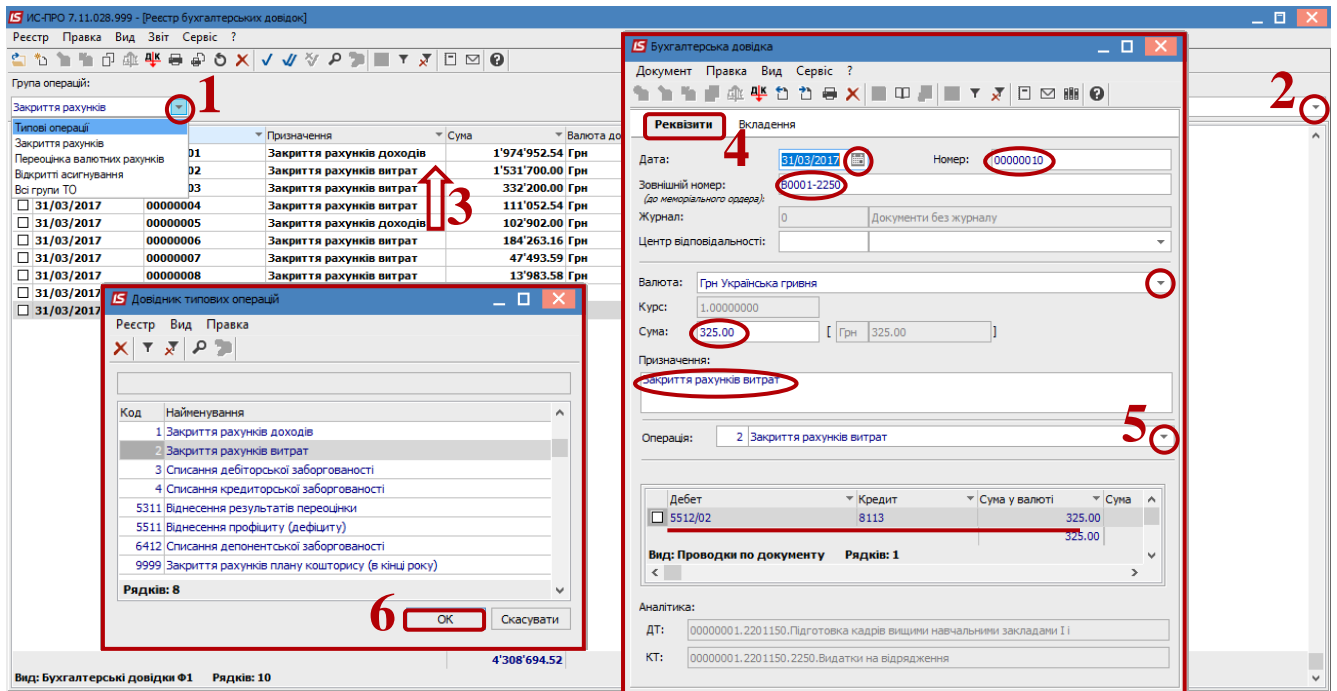 ИС-ПРО 7.11.028.999 - [Реєстр бухгалтерських довідок]
Реєстр Правка Вид Звіт Сервіс ?
Група операцій:
1
2
Закриття рахунків
Типові операції
Закриття рахунків
Переоцінка валютних рахунків
Відкритті асигнування
Всі групи ТО
Призначення Сума Валюта до
01 Закриття рахунків доходів 1'974'952.54 Грн
02 Закриття рахунків витрат 1'531'700.00 Грн
03 Закриття рахунків витрат 332'200.00 Грн
31/03/2017 00000004 Закриття рахунків витрат 111'052.54 Грн
31/03/2017 00000005 Закриття рахунків доходів 102'902.00 Грн
31/03/2017 00000006 Закриття рахунків витрат 184'263.16 Грн
31/03/2017 00000007 Закриття рахунків витрат 47'493.59 Грн
31/03/2017 00000008 Закриття рахунків витрат 13'983.58 Грн
31/03/2017
31/03/2017
3
4'308'694.52
Вид: Бухгалтерські довідки Ф1 Рядків: 10
Довідник типових операцій
Реєстр Вид Правка
Код Найменування
1 Закриття рахунків доходів
2 Закриття рахунків витрат
3 Списання дебіторської заборгованості
4 Списання кредиторської заборгованості
5311 Віднесення результатів переоцінки
5511 Віднесення профіциту (дефіциту)
6412 Списання депонентської заборгованості
9999 Закриття рахунків плану кошторису (в кінці року)
Рядків: 8
6
ОК Скасувати
Бухгалтерська довідка
Документ Правка Вид Сервіс ?
Реквізити Вкладення
4
Дата: 31/03/2017 Номер: 00000010
Зовнішній номер: B0001-2250
(до меморіального ордера):
Журнал: 0 Документи без журналу
Центр відповідальності:
Валюта: Грн Українська гривня
Курс: 1.00000000
Сума: 325.00 [ Грн 325.00 ]
Призначення:
Закриття рахунків витрат
5
Операція: 2 Закриття рахунків витрат
Дебет Кредит Сума у валюті Сума
5512/02 8113 325.00
325.00
Вид: Проводки по документу Рядків: 1
Аналітика:
ДТ: 00000001.2201150.Підготовка кадрів вищими навчальними закладами I і
КТ: 00000001.2201150.2250.Видатки на відрядження